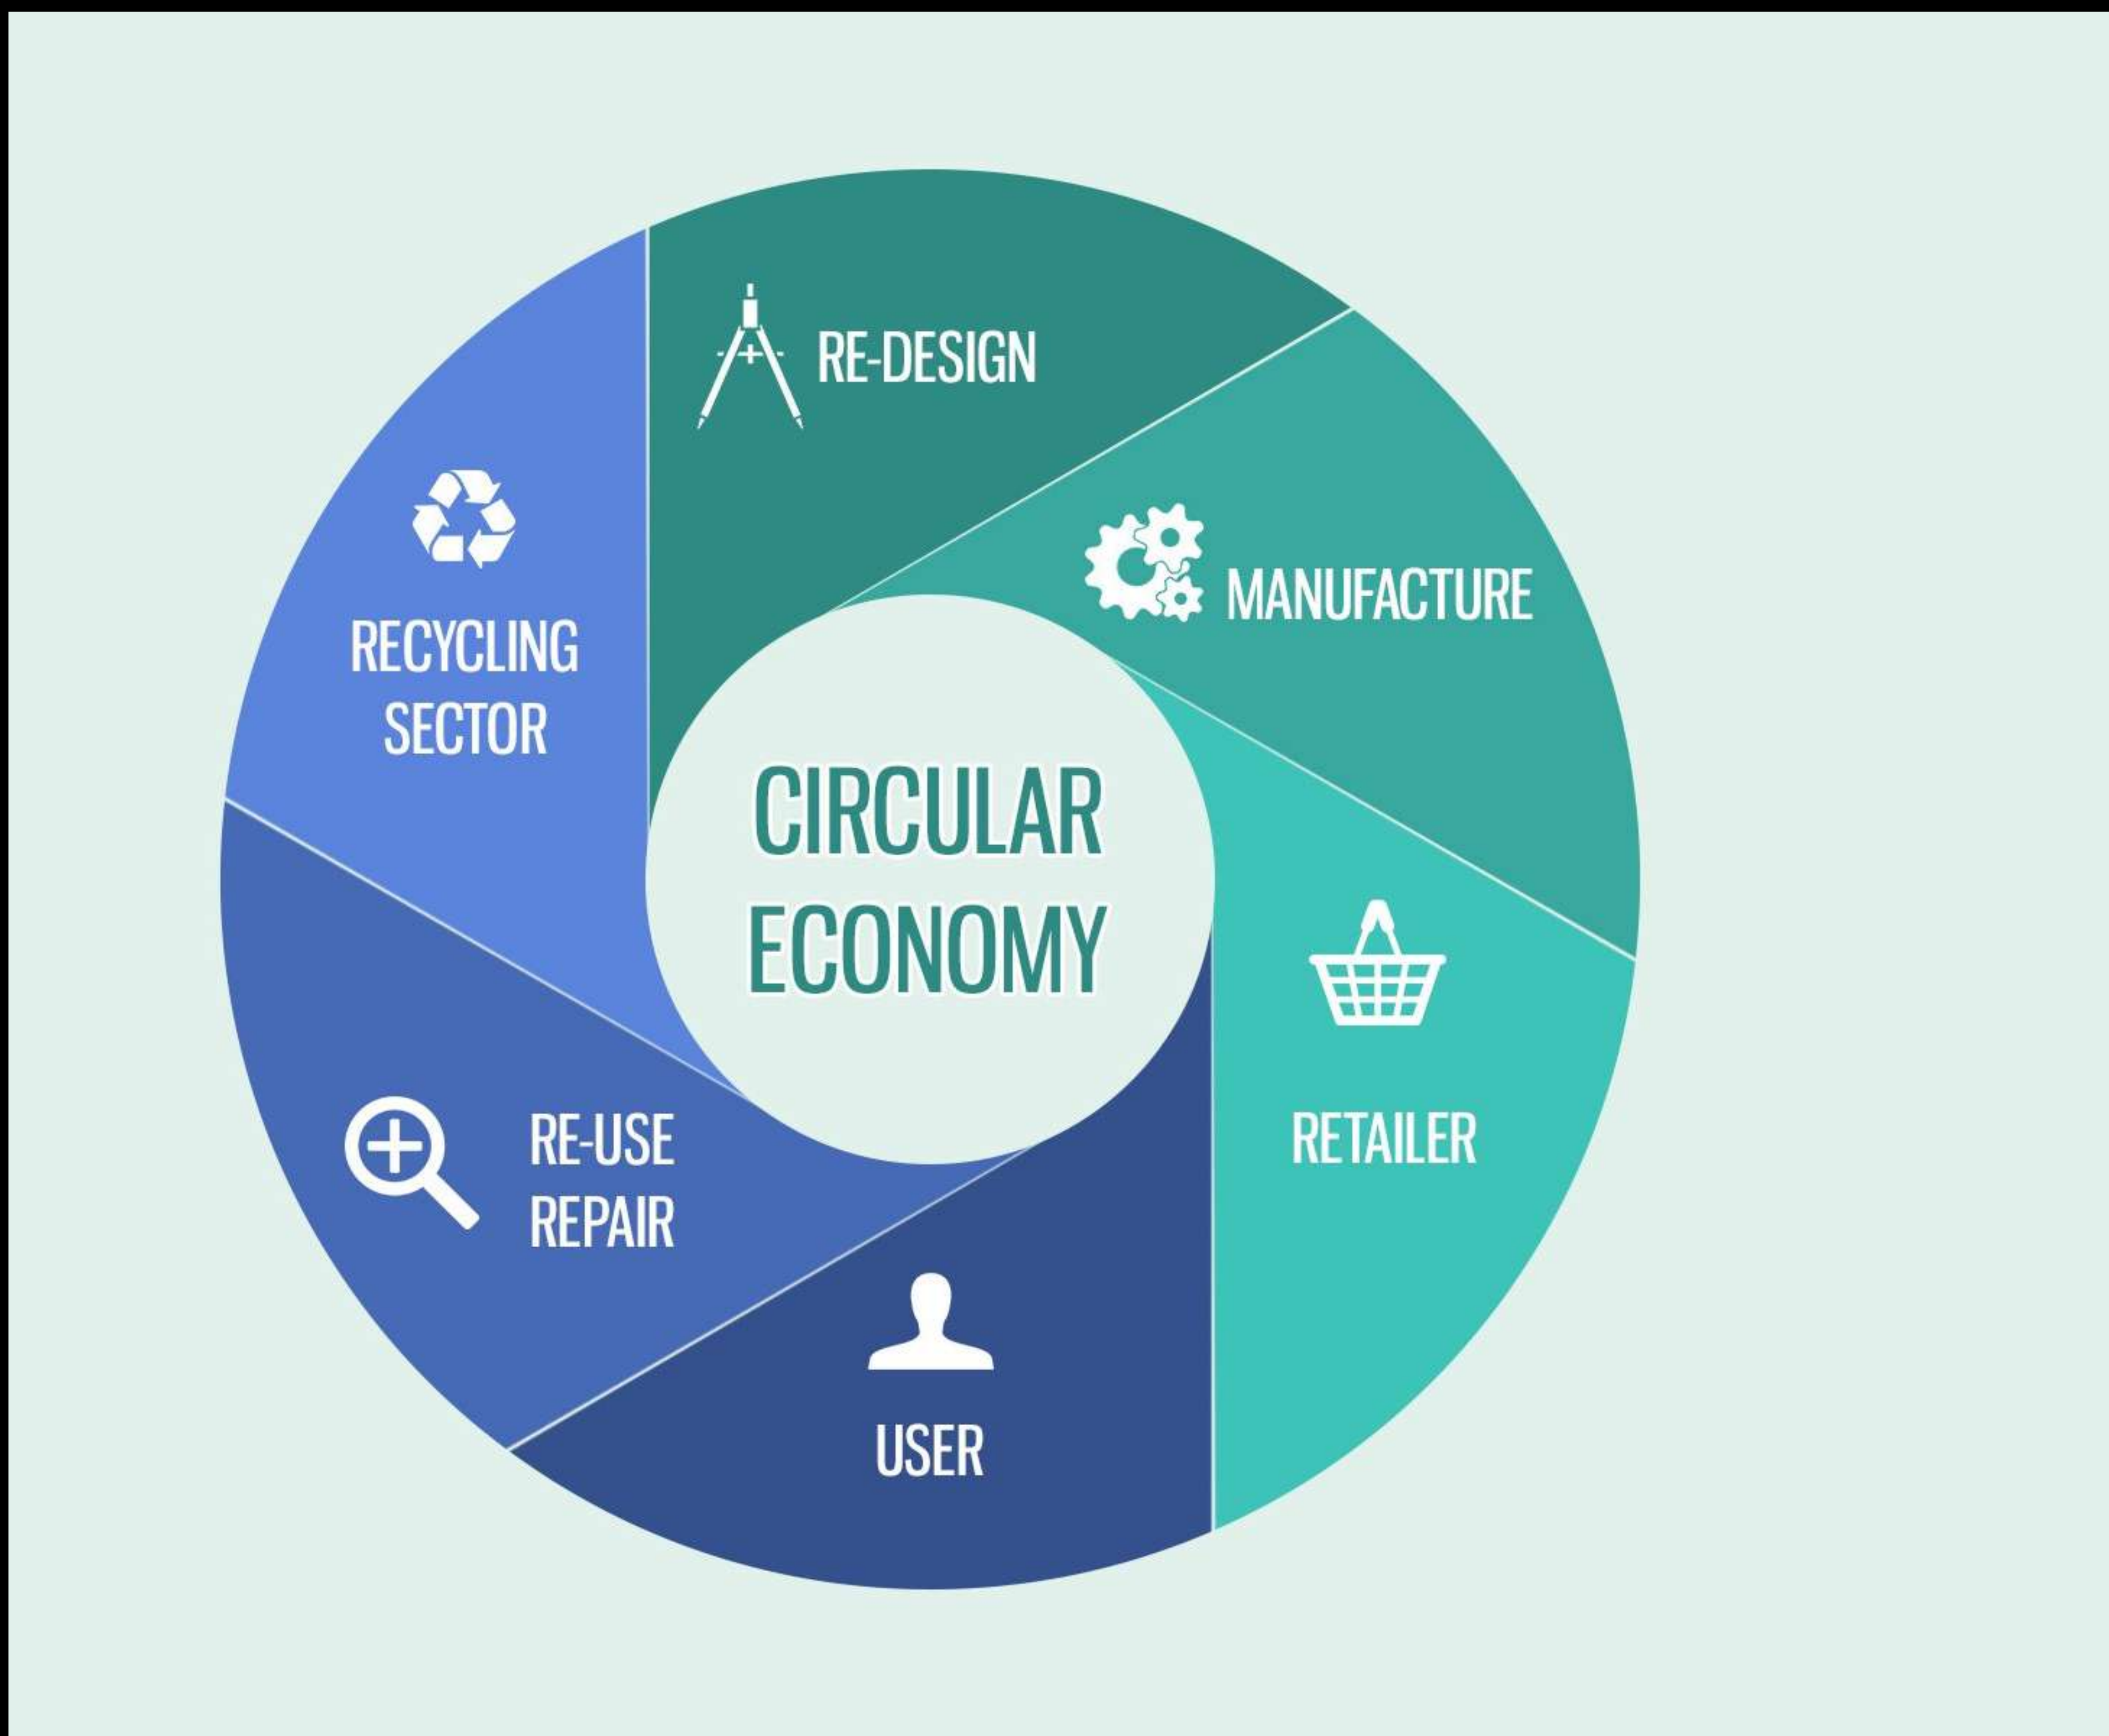 RE-DESIGN
MANUFACTURE
RECYCLING
SECTOR
CIRCULAR
ECONOMY
RETAILER
RE-USE
REPAIR
USER